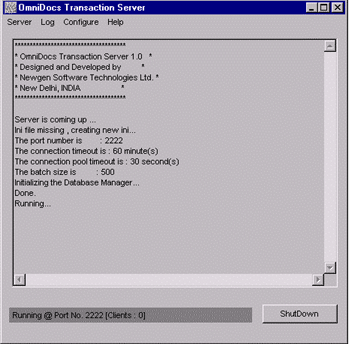 OmniDocs Transaction Server
Server Log Configure Help
************************************
* OmniDocs Transaction Server 1.0 *
* Designed and Developed by *
* Newgen Software Technologies Ltd. *
* New Delhi, INDIA *
************************************
Server is coming up ...
Ini file missing , creating new ini...
The port number is : 2222
The connection timeout is : 60 minute(s)
The connection pool timeout is : 30 second(s)
The batch size is : 500
Initializing the Database Manager...
Done.
Running...
Running @ Port No. 2222 [Clients : 0]
ShutDown